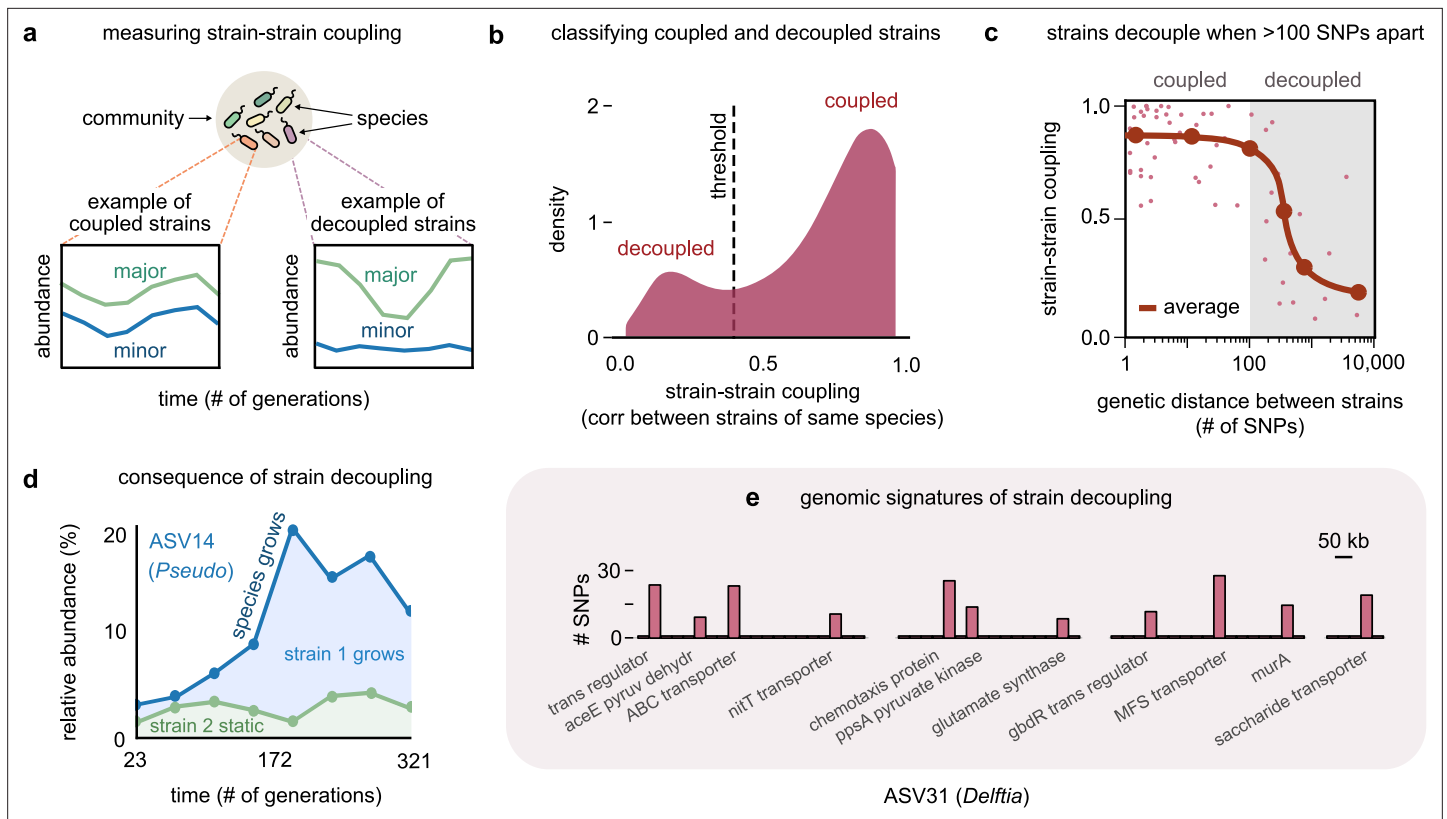 a measuring strain-strain coupling
community
species
example of
coupled strains
example of
decoupled strains
abundance
major
minor
abundance
major
minor
time (# of generations)
b classifying coupled and decoupled strains
density
2
1
0
decoupled
threshold
coupled
0.0 0.5 1.0
strain-strain coupling
(corr between strains of same species)
c strains decouple when >100 SNPs apart
coupled decoupled
strain-strain coupling
1.0
0.5
0.0
average
1 100 10,000
genetic distance between strains
(# of SNPs)
d consequence of strain decoupling
relative abundance (%)
20
10
0
ASV14
(Pseudo)
species grows
strain 1 grows
strain 2 static
23 172 321
time (# of generations)
e genomic signatures of strain decoupling
50 kb
# SNPs
30
0
trans regulator
aceE pyruv dehydr
ABC transporter
nitT transporter
chemotaxis protein
ppsA pyruvate kinase
glutamate synthase
gbdR trans regulator
MFS transporter
murA
saccharide transporter
ASV31 (Delftia)